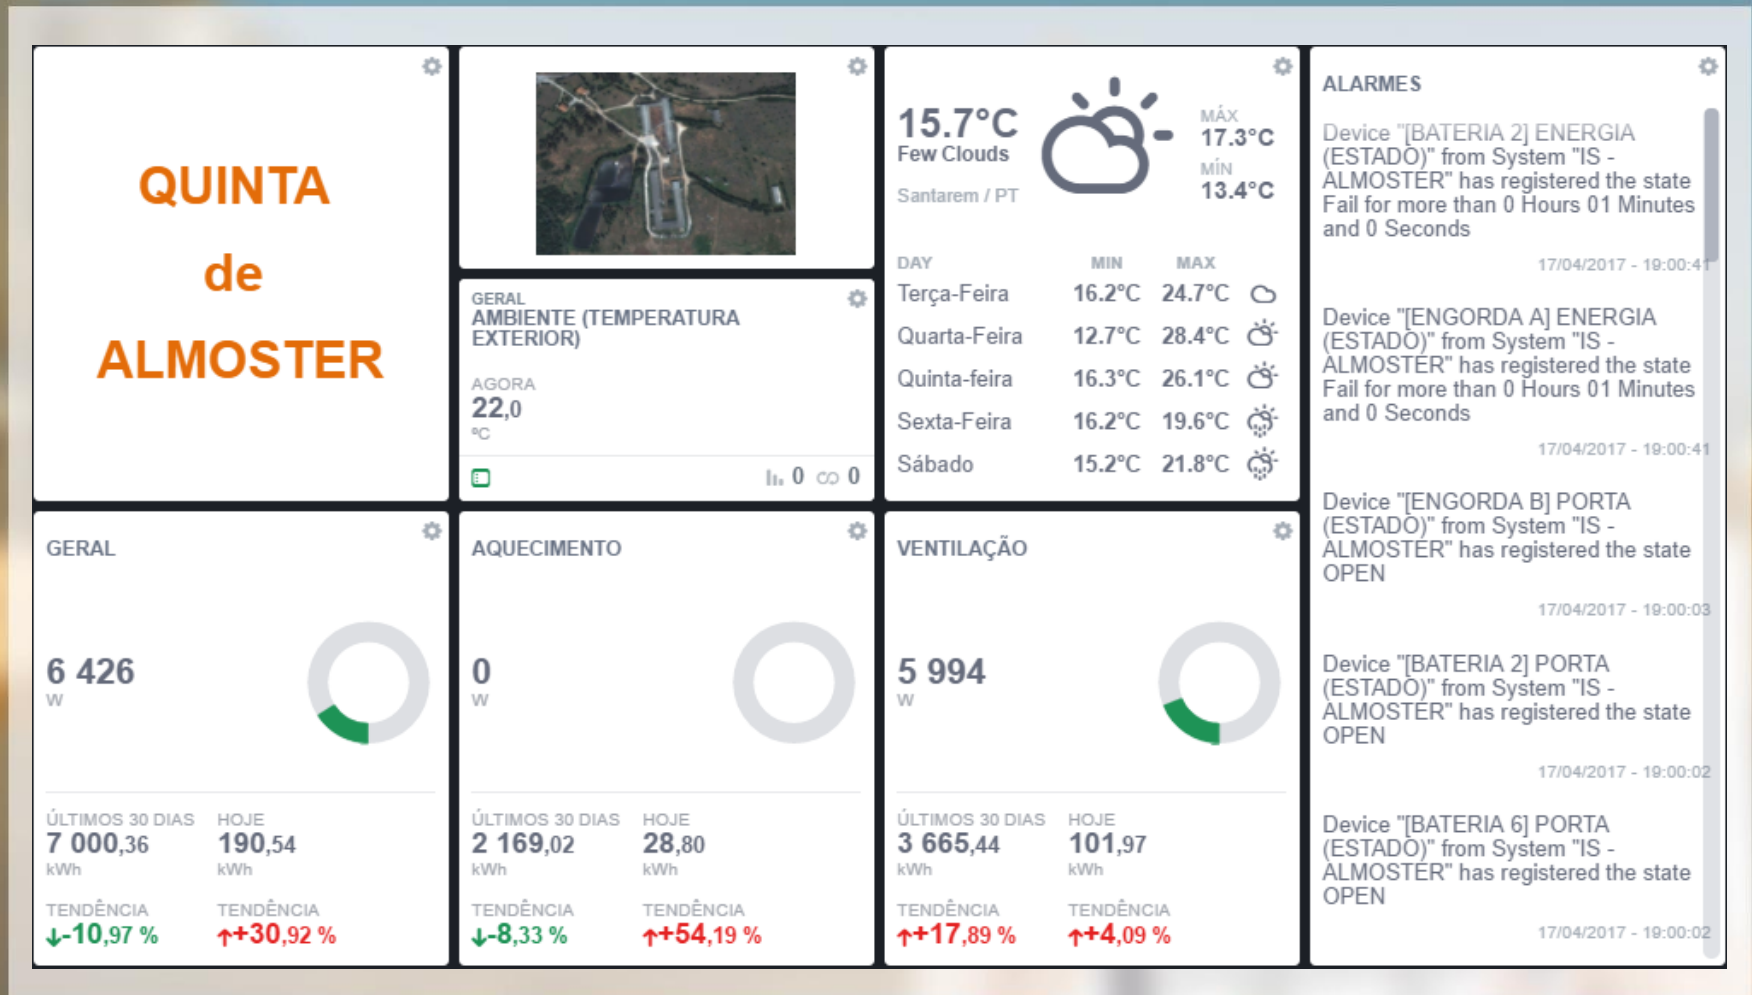 QUINTA
de
ALMOSTER
GERAL
AMBIENTE (TEMPERATURA
EXTERIOR)
AGORA
22,0
ºC
0 0
15.7°C
Few Clouds
Santarem / PT
MÁX
17.3°C
MÍN
13.4°C
DAY MIN MAX
Terça-Feira 16.2°C 24.7°C
Quarta-Feira 12.7°C 28.4°C
Quinta-feira 16.3°C 26.1°C
Sexta-Feira 16.2°C 19.6°C
Sábado 15.2°C 21.8°C
ALARMES
Device "[BATERIA 2] ENERGIA
(ESTADO)" from System "IS -
ALMOSTER" has registered the state
Fail for more than 0 Hours 01 Minutes
and 0 Seconds
17/04/2017 - 19:00:41
Device "[ENGORDA A] ENERGIA
(ESTADO)" from System "IS -
ALMOSTER" has registered the state
Fail for more than 0 Hours 01 Minutes
and 0 Seconds
17/04/2017 - 19:00:41
Device "[ENGORDA B] PORTA
(ESTADO)" from System "IS -
ALMOSTER" has registered the state
OPEN
17/04/2017 - 19:00:03
Device "[BATERIA 2] PORTA
(ESTADO)" from System "IS -
ALMOSTER" has registered the state
OPEN
17/04/2017 - 19:00:02
Device "[BATERIA 6] PORTA
(ESTADO)" from System "IS -
ALMOSTER" has registered the state
OPEN
17/04/2017 - 19:00:02
GERAL
6 426
W
ÚLTIMOS 30 DIAS HOJE
7 000,36 190,54
kWh kWh
TENDÊNCIA TENDÊNCIA
↓-10,97 % ↑+30,92 %
AQUECIMENTO
0
W
ÚLTIMOS 30 DIAS HOJE
2 169,02 28,80
kWh kWh
TENDÊNCIA TENDÊNCIA
↓-8,33 % ↑+54,19 %
VENTILAÇÃO
5 994
W
ÚLTIMOS 30 DIAS HOJE
3 665,44 101,97
kWh kWh
TENDÊNCIA TENDÊNCIA
↑+17,89 % ↑+4,09 %